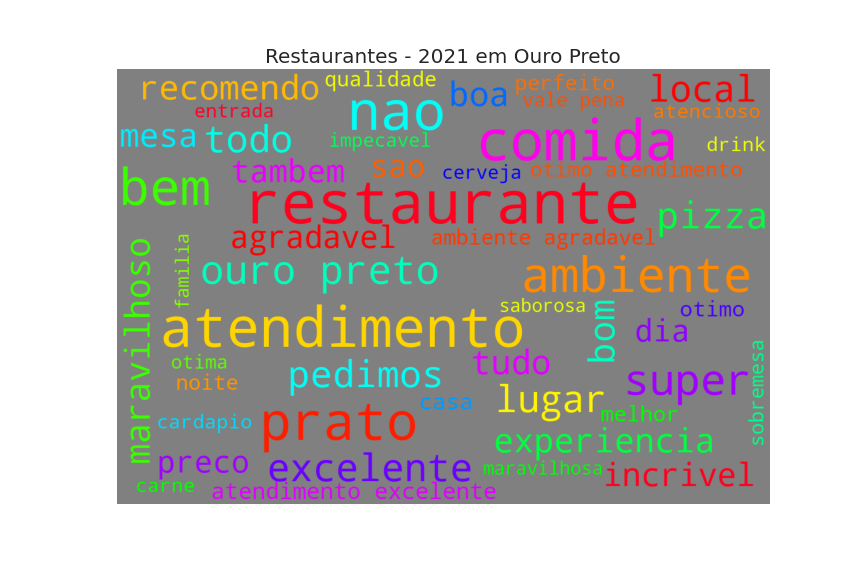 Restaurantes - 2021 em Ouro Preto
recomendo
qualidade
nao
boa
perfeito
vale pena
local
atencioso
entrada
mesa
todo
impecavel
comida
drink
tambem
sao
cerveja
otimo atendimento
bem
restaurante
pizza
agradavel
ambiente agradavel
maravilhoso
familia
ouro preto
ambiente
atendimento
saborosa
bom
otimo
dia
otima
noite
pedimos
tudo
super
sobremesa
cardapio
prato
casa
lugar
melhor
experiencia
preco
excelente
maravilhosa
incrivel
carne
atendimento excelente